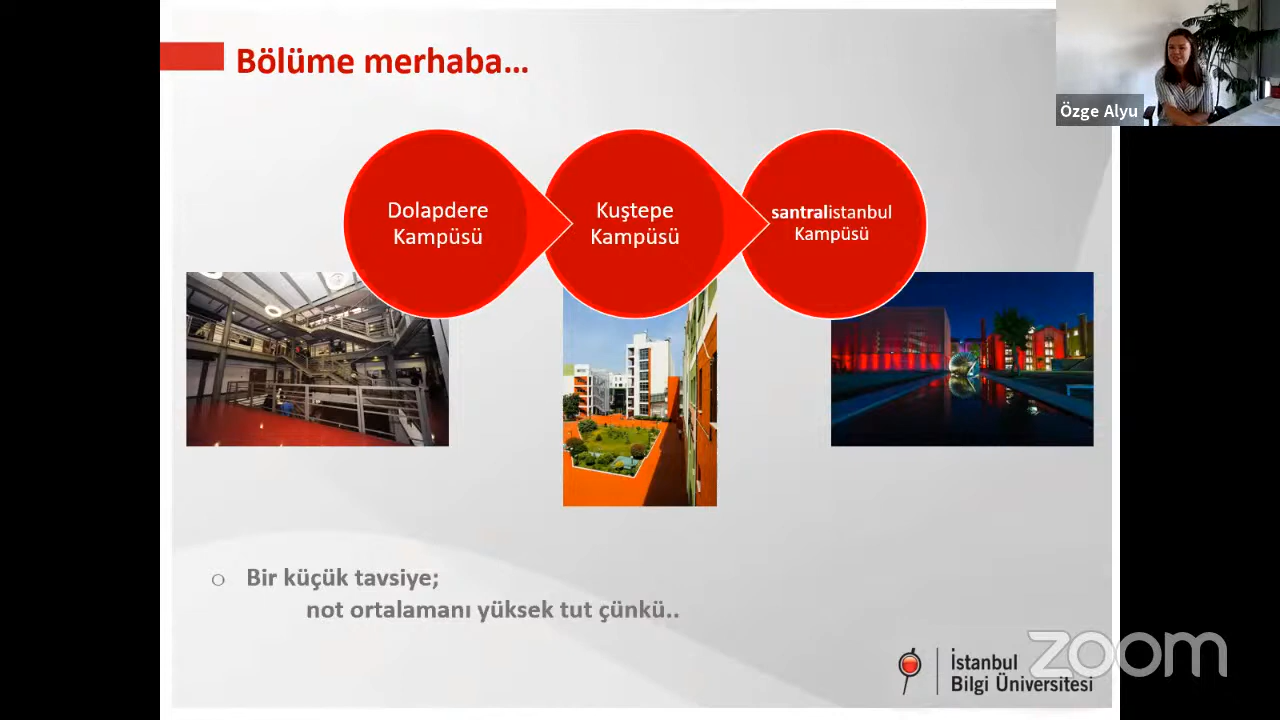 Bölüme merhaba...
Özge Alyu
Dolapdere
Kampüsü
Kuştepe
Kampüsü
santralistanbul
Kampüsü
Bir küçük tavsiye;
not ortalamanı yüksek tut çünkü..
İstanbul
Bilgi Üniversitesi
zoom